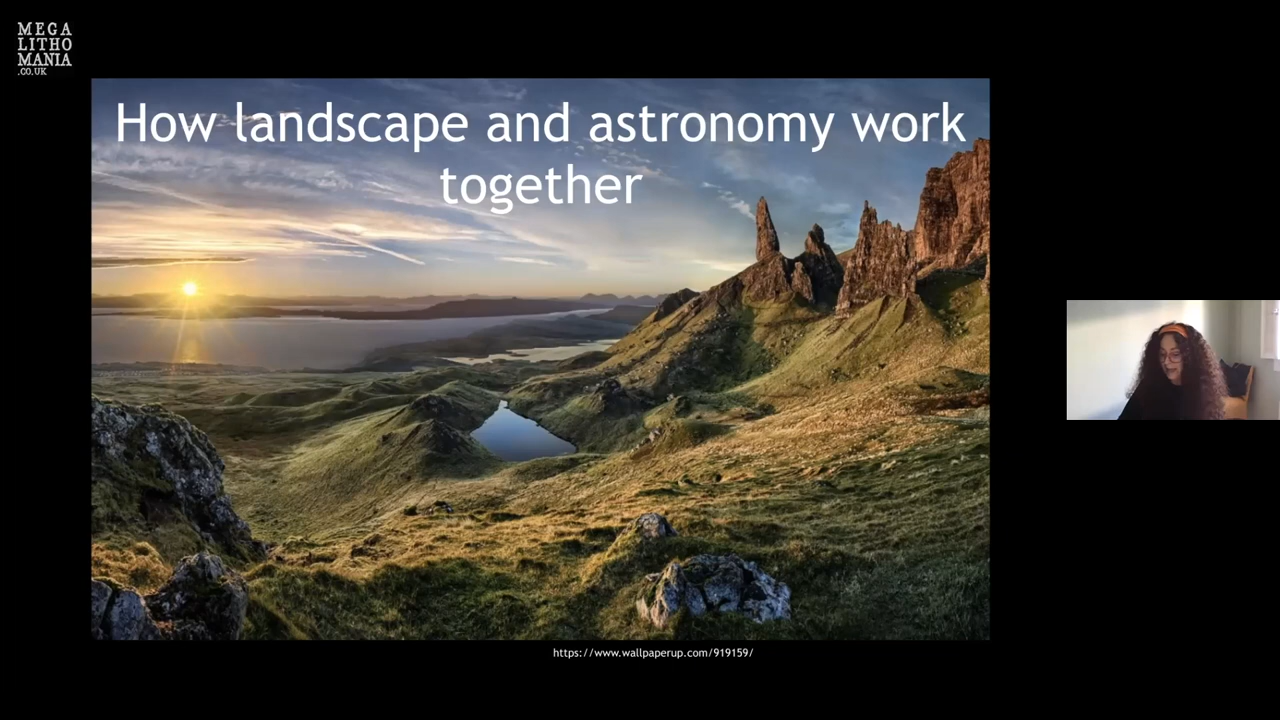 MEGA
LITHO
MANIA
.CO.UK
How landscape and astronomy work
together
https://www.wallpaperup.com/919159/